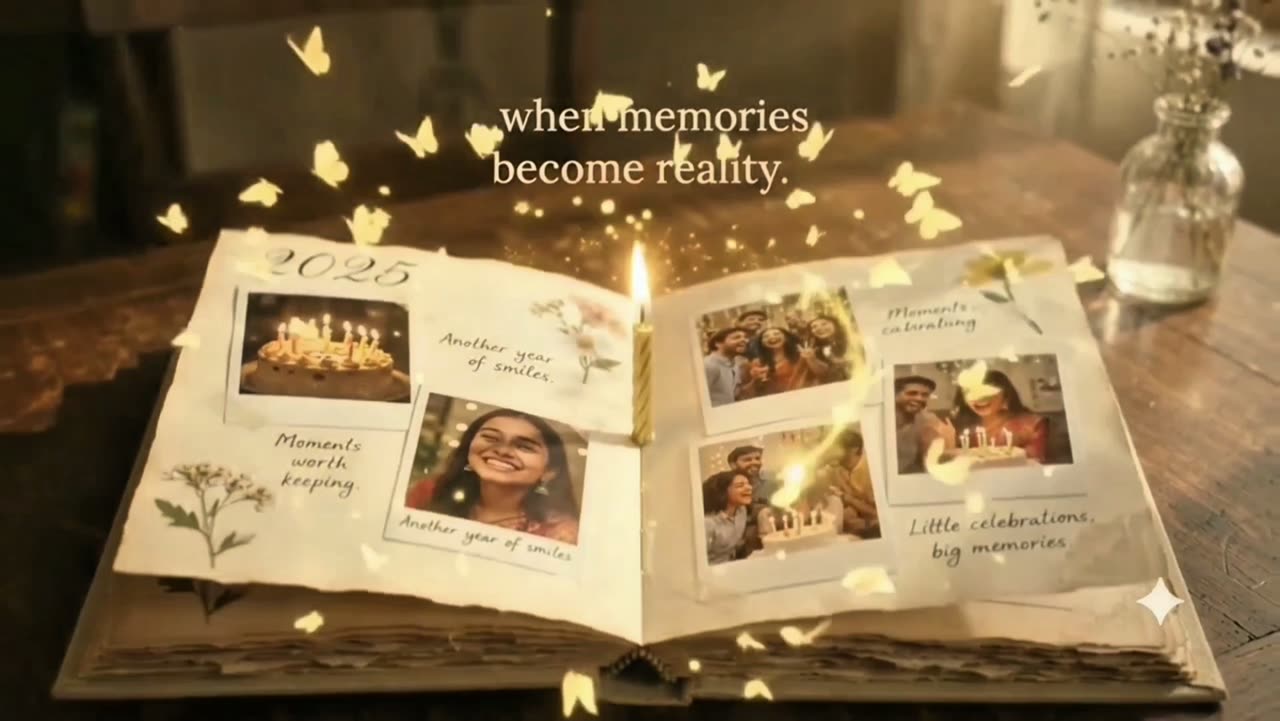 when memories
become reality.
2025
Another year
of smiles.
Moments
worth
keeping.
Another year of smiles
Moments
cabratung
Little celebrations,
big memories